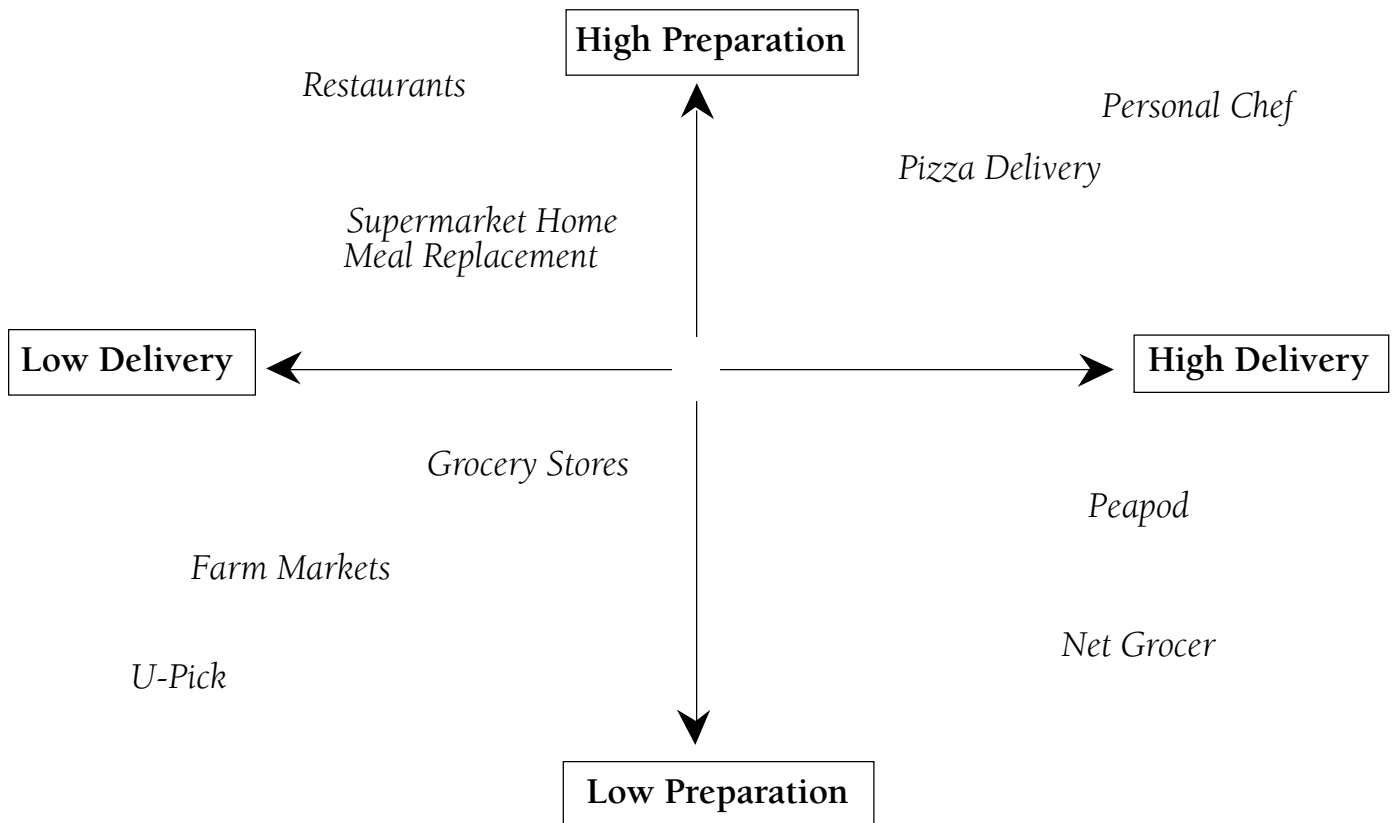 High Preparation
Restaurants
Personal Chef
Pizza Delivery
Supermarket Home
Meal Replacement
Low Delivery
High Delivery
Grocery Stores
Peapod
Farm Markets
Net Grocer
U-Pick
Low Preparation